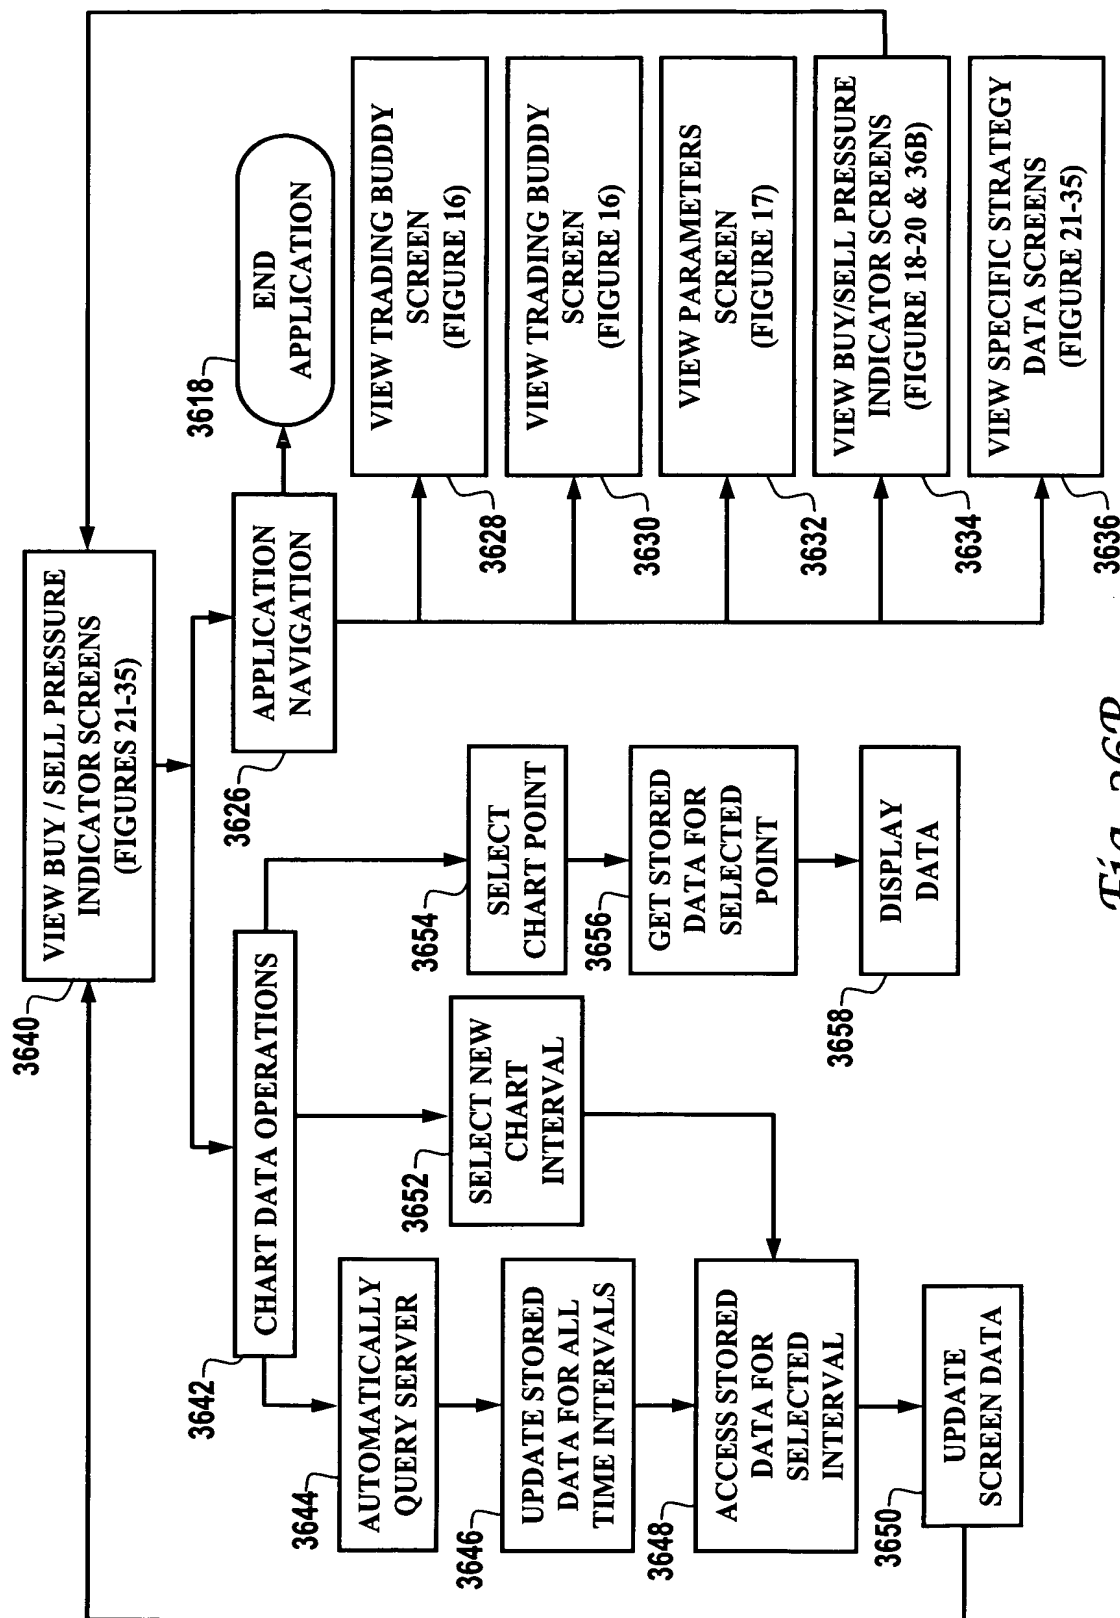 3640
VIEW BUY / SELL PRESSURE
INDICATOR SCREENS
(FIGURES 21-35)
3642
CHART DATA OPERATIONS
3626
APPLICATION
NAVIGATION
3618
END
APPLICATION
3644
AUTOMATICALLY
QUERY SERVER
3646
UPDATE STORED
DATA FOR ALL
TIME INTERVALS
3648
ACCESS STORED
DATA FOR
SELECTED
INTERVAL
3650
UPDATE
SCREEN DATA
3652
SELECT NEW
CHART
INTERVAL
3654
SELECT
CHART POINT
3656
GET STORED
DATA FOR
SELECTED
POINT
3658
DISPLAY
DATA
3628
VIEW TRADING BUDDY
SCREEN
(FIGURE 16)
3630
VIEW TRADING BUDDY
SCREEN
(FIGURE 16)
3632
VIEW PARAMETERS
SCREEN
(FIGURE 17)
3634
VIEW BUY/SELL PRESSURE
INDICATOR SCREENS
(FIGURE 18-20 & 36B)
3636
VIEW SPECIFIC STRATEGY
DATA SCREENS
(FIGURE 21-35)
Fig. 36B